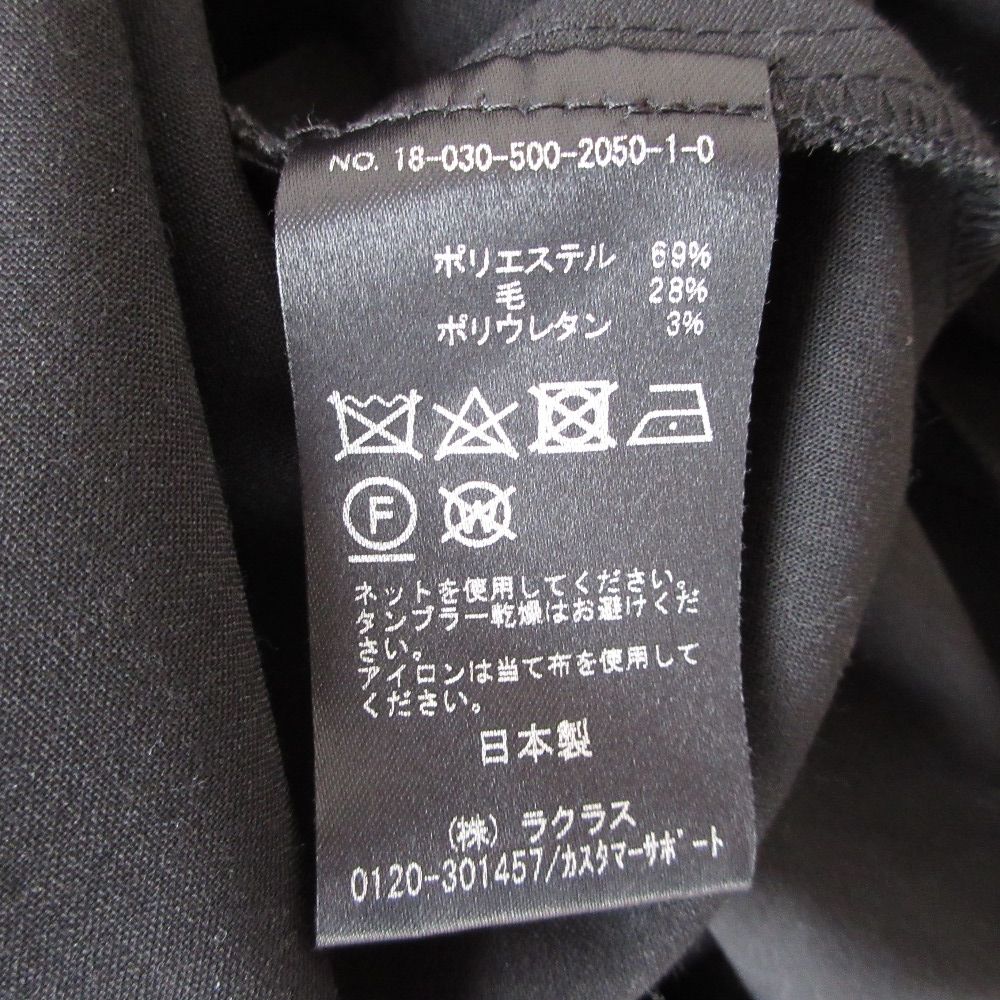 NO. 18-030-500-2050-1-0
ポリエステル 69%
毛 28%
ポリウレタン 3%
F
W
ネットを使用してください。
タンブラー乾燥はお避けくだ
さい。
アイロンは当て布を使用して
ください。
日本製
(株) ラクラス
0120-301457/カスタマーサポート